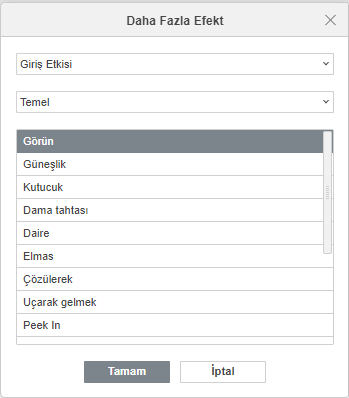 Daha Fazla Efekt
Giriş Etkisi
Temel
Görün
Güneşlik
Kutucuk
Dama tahtası
Daire
Elmas
Çözülerek
Uçarak gelmek
Peek In
Tamam
İptal